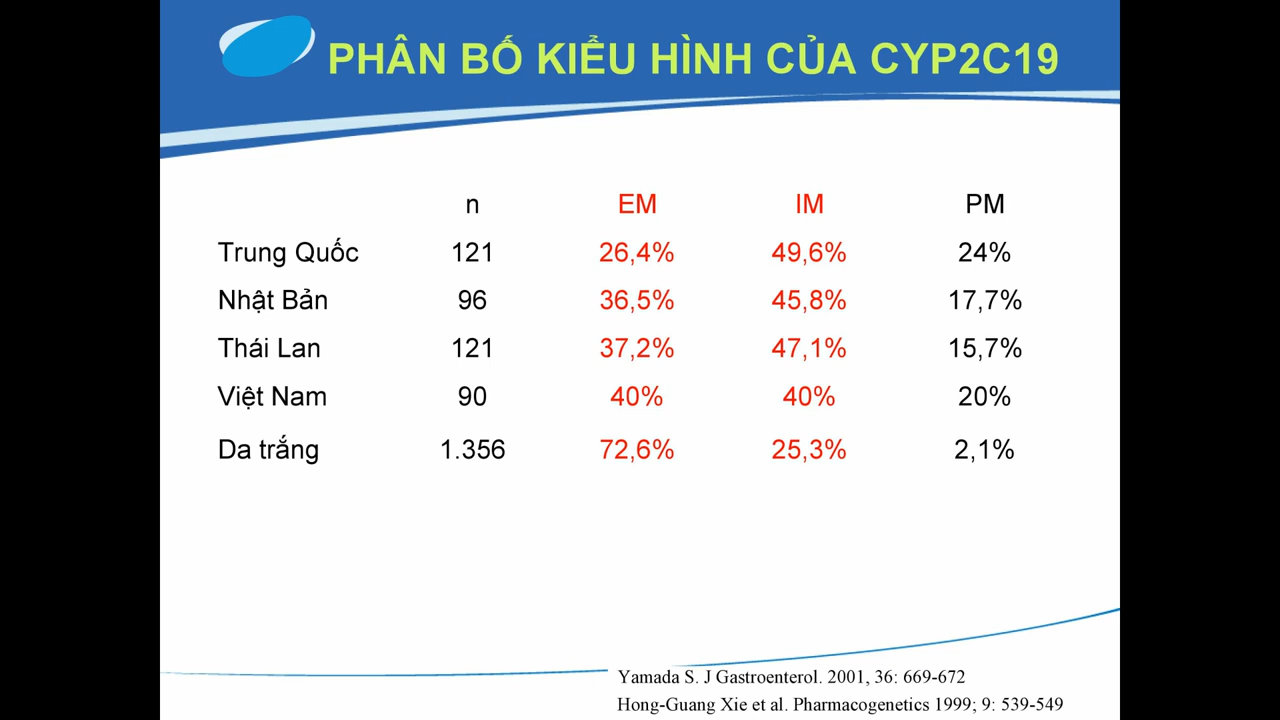 PHÂN BỐ KIỂU HÌNH CỦA CYP2C19
n EM IM PM
Trung Quốc 121 26,4% 49,6% 24%
Nhật Bản 96 36,5% 45,8% 17,7%
Thái Lan 121 37,2% 47,1% 15,7%
Việt Nam 90 40% 40% 20%
Da trắng 1.356 72,6% 25,3% 2,1%
Yamada S. J Gastroenterol. 2001, 36: 669-672
Hong-Guang Xie et al. Pharmacogenetics 1999; 9: 539-549